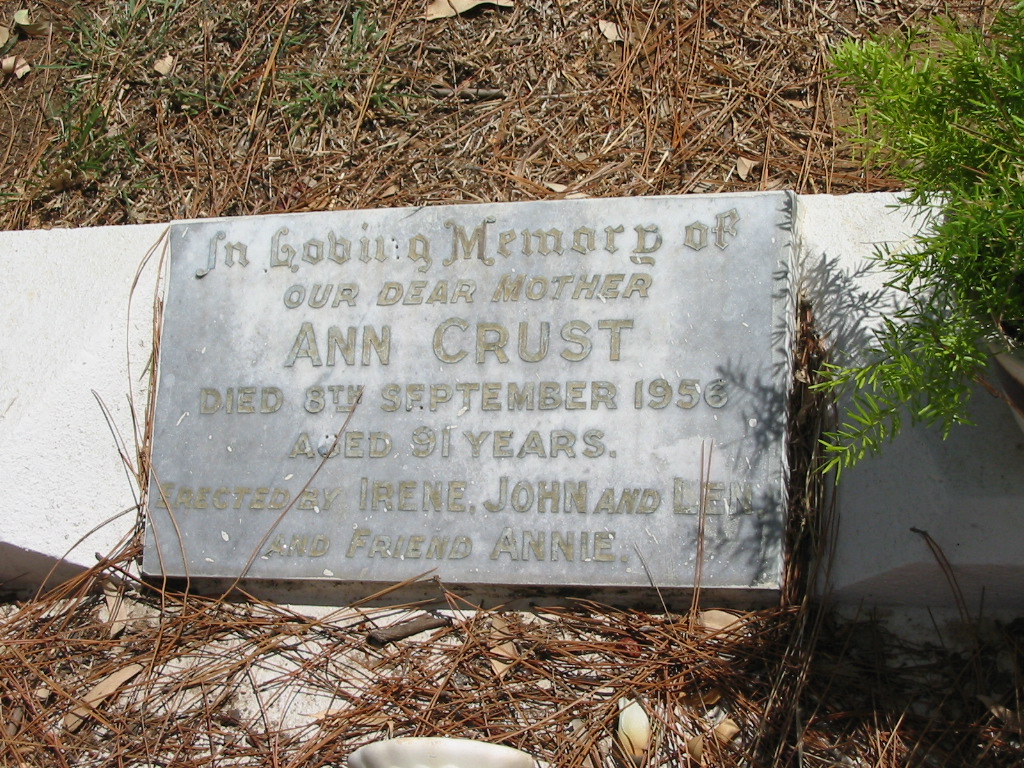 In Loving Memory of
OUR DEAR MOTHER
ANN CRUST
DIED 8TH SEPTEMBER 1956
AGED 91 YEARS.
ERECTED BY IRENE, JOHN AND LEN
AND FRIEND ANNIE.